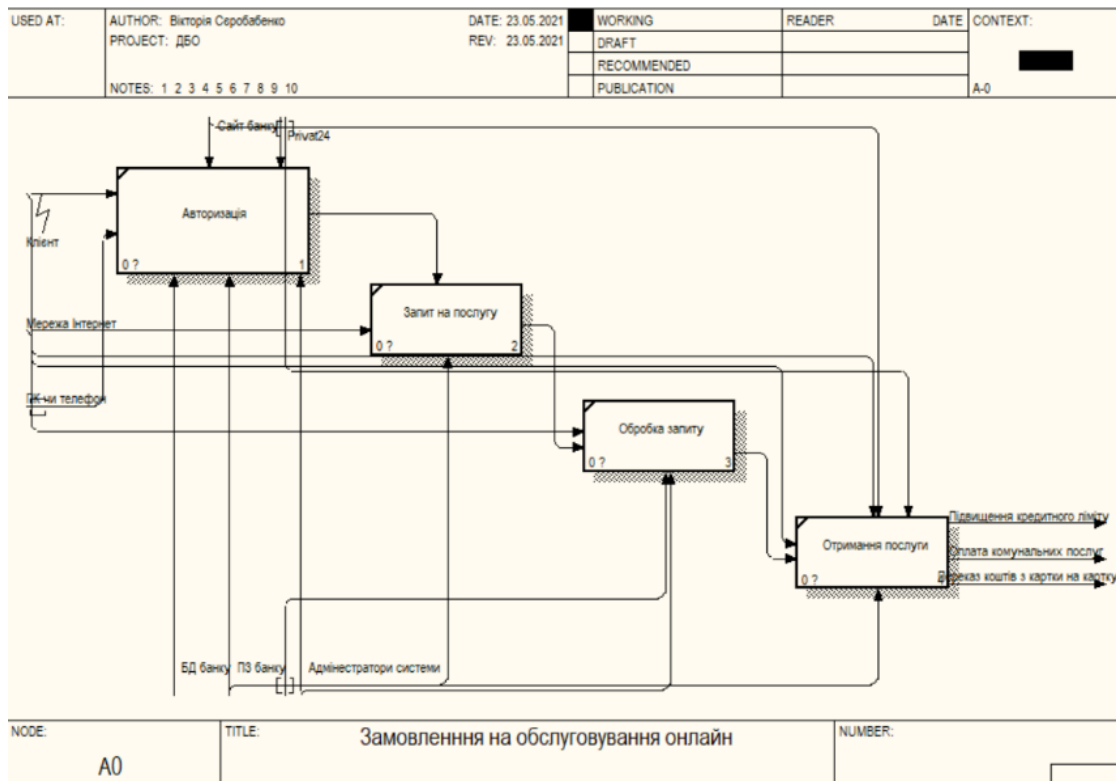 USED AT:
AUTHOR: Вікторія Сєробабенко
DATE: 23.05.2021
PROJECT: ДБО
REV: 23.05.2021
NOTES: 1 2 3 4 5 6 7 8 9 10
WORKING
DRAFT
RECOMMENDED
PUBLICATION
READER
DATE
CONTEXT:
A-0
Сайт банку
Privat24
Авторизація
0 ?
1
Клієнт
Запит на послугу
0 ?
2
Мережа Інтернет
ПК чи телефон
Обробка запиту
0 ?
3
Отримання послуги
0 ?
4
Підвищення кредитного ліміту
Оплата комунальних послуг
Переказ коштів з картки на картку
БД банку
ПЗ банку
Адмінестратори системи
NODE:
A0
TITLE:
Замовленння на обслуговування онлайн
NUMBER: